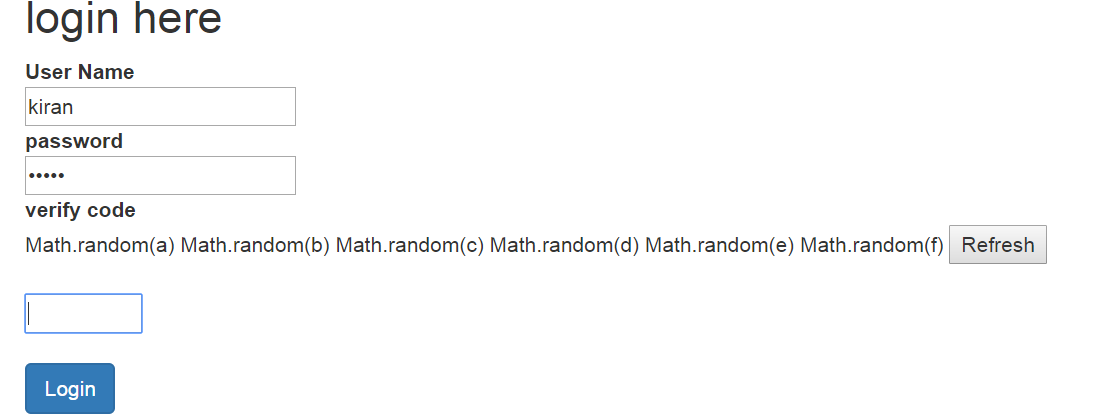 login here
User Name
kiran
password
•••••
verify code
Math.random(a) Math.random(b) Math.random(c) Math.random(d) Math.random(e) Math.random(f) Refresh
Login